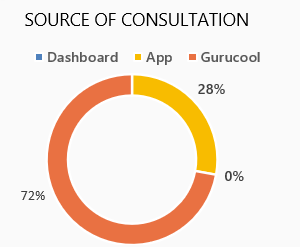 SOURCE OF CONSULTATION
Dashboard App Gurucool
28%
0%
72%